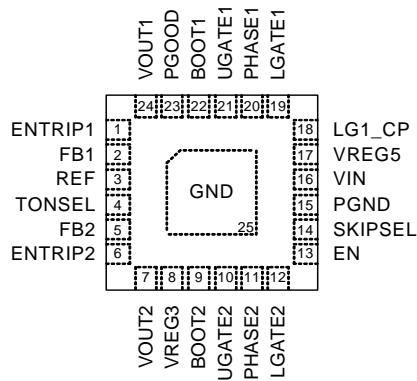 VOUT1
PGOOD
BOOT1
UGATE1
PHASE1
LGATE1
24 23 22 21 20 19
ENTRIP1 1 18 LG1_CP
FB1 2 17 VREG5
REF 3 16 VIN
GND
TONSEL 4 15 PGND
FB2 5 14 SKIPSEL
25
ENTRIP2 6 13 EN
7 8 9 10 11 12
VOUT2
VREG3
BOOT2
UGATE2
PHASE2
LGATE2